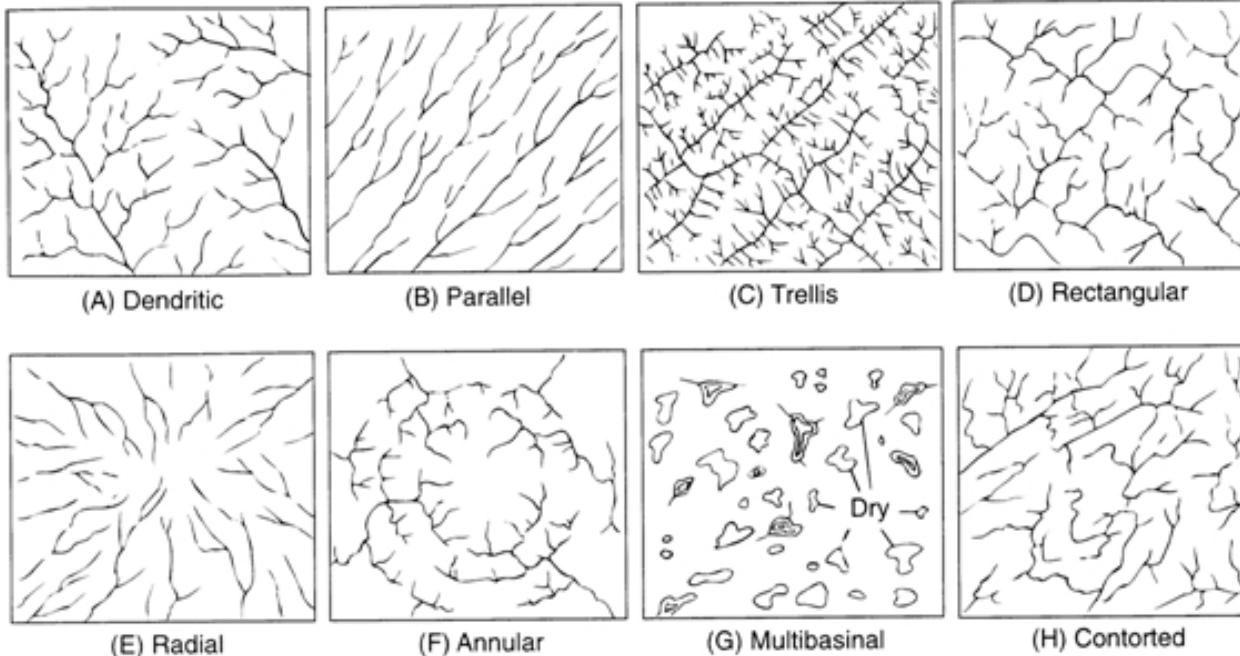 (A) Dendritic
(B) Parallel
(C) Trellis
(D) Rectangular
Dry
(E) Radial
(F) Annular
(G) Multibasinal
(H) Contorted